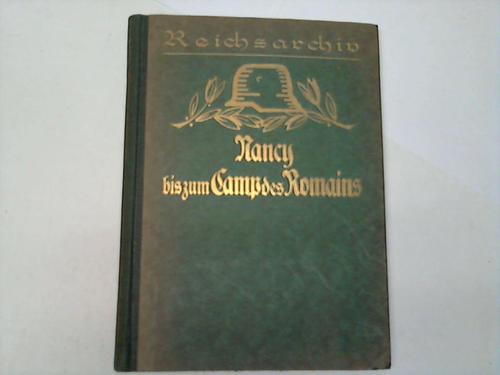 Reichsarchiv
Nancy
bis zum Camp des Romains